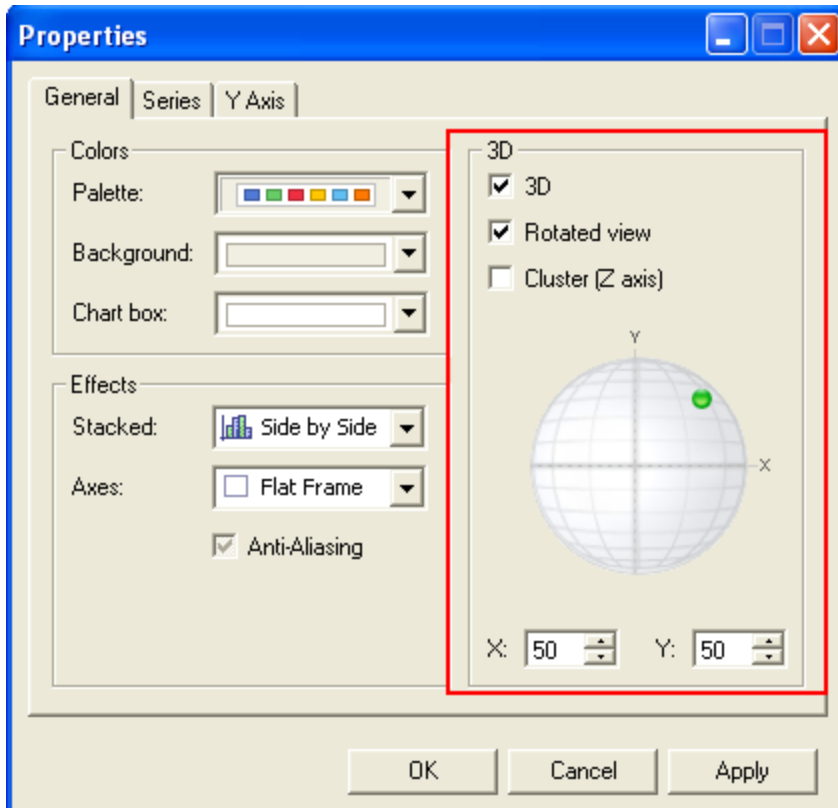 Properties
General Series Y Axis
Colors
Palette:
Background:
Chart box:
Effects
Stacked: Side by Side
Axes: Flat Frame
Anti-Aliasing
3D
3D
Rotated view
Cluster (Z axis)
Y
X
X: 50 Y: 50
OK Cancel Apply